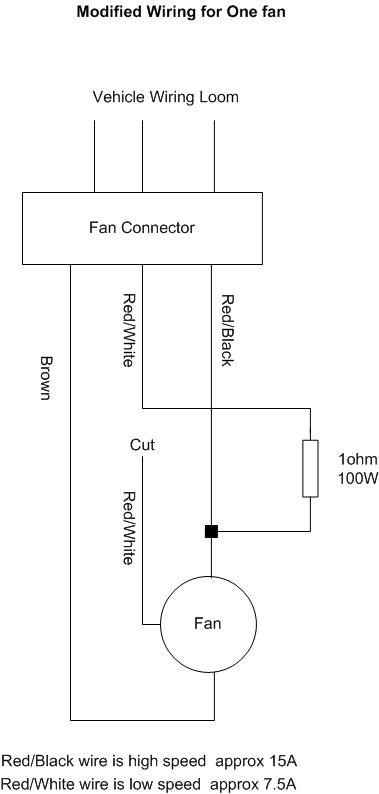 Modified Wiring for One fan
Vehicle Wiring Loom
Fan Connector
Red/White
Red/Black
Brown
Cut
1ohm
100W
Red/White
Fan
Red/Black wire is high speed  approx 15A
Red/White wire is low speed  approx 7.5A